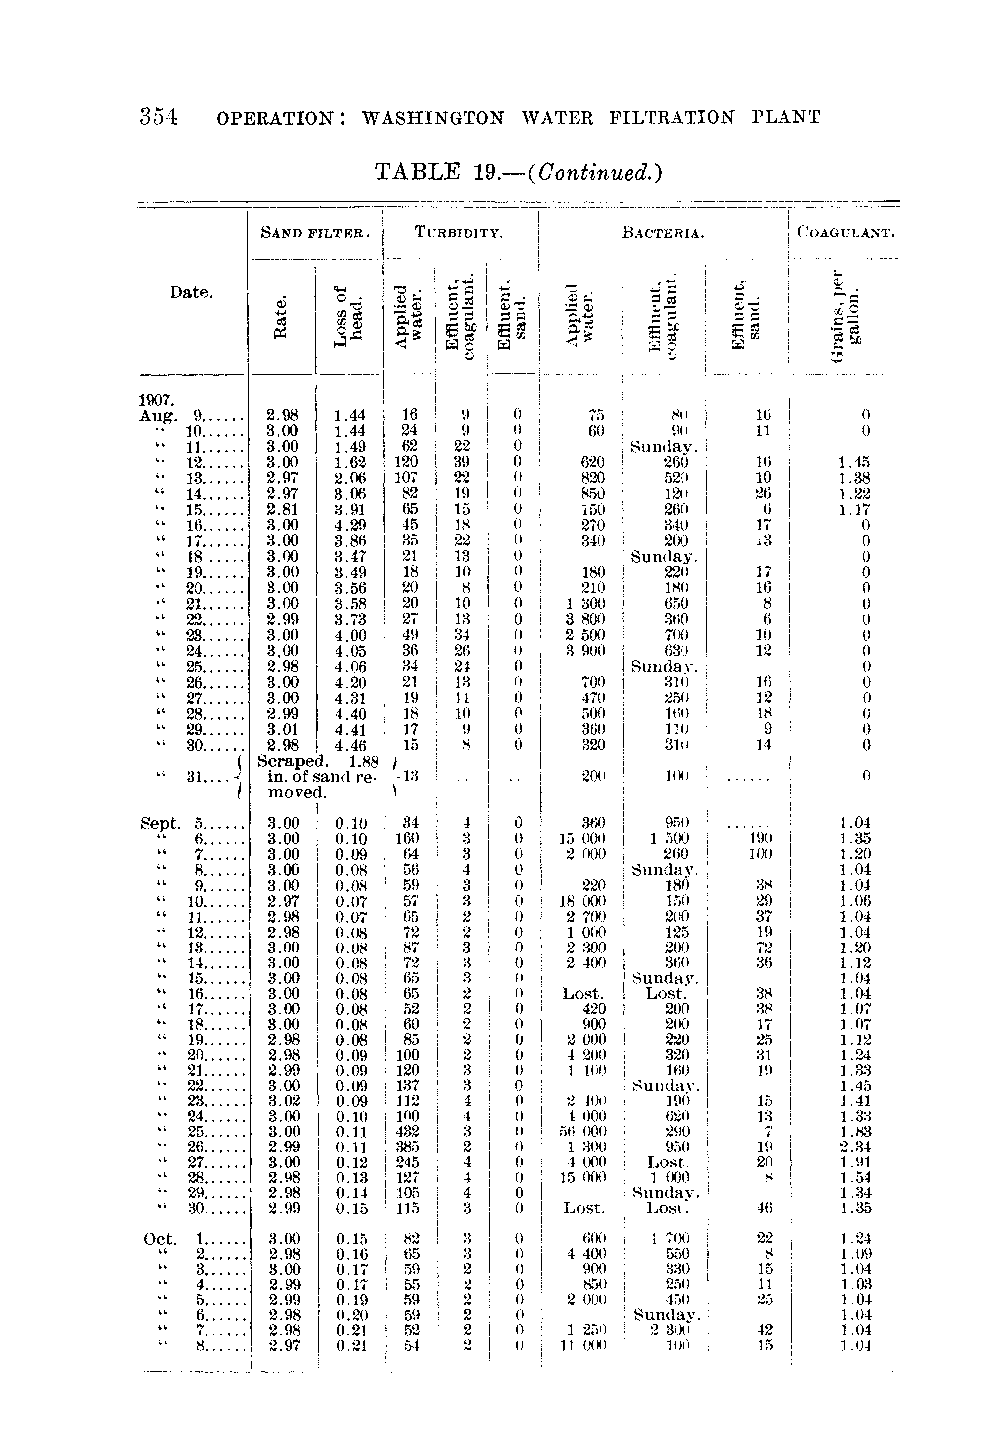 354 OPERATION: WASHINGTON WATER FILTRATION PLANT
TABLE 19.—(Continued.)
SAND FILTER. TURBIDITY. BACTERIA. COAGULANT.
Date. Rate. Loss of head. Applied water. Effluent, coagulant. Effluent, sand. Applied water. Effluent, coagulant. Effluent, sand. Grains, per gallon.
1907.
Aug. 9...... 2.98 1.44 16 9 0 75 80 16 0
" 10...... 3.00 1.44 24 9 0 60 90 11 0
" 11...... 3.00 1.49 62 22 0 Sunday.
" 12...... 3.00 1.62 120 39 0 620 260 16 1.45
" 13...... 2.97 2.06 107 22 0 820 520 10 1.38
" 14...... 2.97 3.06 82 19 0 850 120 26 1.22
" 15...... 2.81 3.91 65 15 0 150 260 6 1.17
" 16...... 3.00 4.29 45 18 0 270 340 17 0
" 17...... 3.00 3.86 35 22 0 340 200 13 0
" 18...... 3.00 3.47 21 13 0 Sunday. 0
" 19...... 3.00 3.49 18 10 0 180 220 17 0
" 20...... 3.00 3.56 20 8 0 210 180 16 0
" 21...... 3.00 3.58 20 10 0 1 300 650 8 0
" 22...... 2.99 3.73 27 13 0 3 800 360 6 0
" 23...... 3.00 4.00 49 34 0 2 500 700 10 0
" 24...... 3.00 4.05 36 26 0 3 900 630 12 0
" 25...... 2.98 4.06 34 24 0 Sunday. 0
" 26...... 3.00 4.20 21 13 0 700 310 16 0
" 27...... 3.00 4.31 19 11 0 470 250 12 0
" 28...... 2.99 4.40 18 10 0 500 160 18 0
" 29...... 3.01 4.41 17 9 0 360 110 9 0
" 30...... 2.98 4.46 15 8 0 320 310 14 0
Scraped. 1.88
" 31.... in. of sand re- 13 .. .. 200 100 ...... 0
moved.
Sept. 5...... 3.00 0.10 34 4 0 360 950 ...... 1.04
" 6...... 3.00 0.10 160 3 0 15 000 1 500 190 1.35
" 7...... 3.00 0.09 64 3 0 2 000 260 100 1.20
" 8...... 3.00 0.08 56 4 0 Sunday. 1.04
" 9...... 3.00 0.08 59 3 0 220 180 38 1.04
" 10...... 2.97 0.07 57 3 0 18 000 150 29 1.06
" 11...... 2.98 0.07 65 2 0 2 700 200 37 1.04
" 12...... 2.98 0.08 72 2 0 1 000 125 19 1.04
" 13...... 3.00 0.08 87 3 0 2 300 200 72 1.20
" 14...... 3.00 0.08 72 3 0 2 400 360 36 1.12
" 15...... 3.00 0.08 65 3 0 Sunday. 1.04
" 16...... 3.00 0.08 65 2 0 Lost. Lost. 38 1.04
" 17...... 3.00 0.08 52 2 0 420 200 38 1.07
" 18...... 3.00 0.08 60 2 0 900 200 17 1.07
" 19...... 2.98 0.08 85 2 0 2 000 220 25 1.12
" 20...... 2.98 0.09 100 2 0 4 200 320 31 1.24
" 21...... 2.99 0.09 120 3 0 1 100 160 19 1.33
" 22...... 3.00 0.09 137 3 0 Sunday. 1.45
" 23...... 3.02 0.09 112 4 0 2 400 190 15 1.41
" 24...... 3.00 0.10 100 4 0 4 000 620 13 1.33
" 25...... 3.00 0.11 432 3 0 56 000 290 7 1.83
" 26...... 2.99 0.11 385 2 0 1 300 950 19 2.34
" 27...... 3.00 0.12 245 4 0 4 000 Lost. 20 1.91
" 28...... 2.98 0.13 127 4 0 15 000 1 000 8 1.54
" 29...... 2.98 0.14 105 4 0 Sunday. 1.34
" 30...... 2.99 0.15 115 3 0 Lost. Lost. 46 1.35
Oct. 1...... 3.00 0.15 82 3 0 600 1 700 22 1.24
" 2...... 2.98 0.16 65 3 0 4 400 550 8 1.09
" 3...... 3.00 0.17 59 2 0 900 330 15 1.04
" 4...... 2.99 0.17 55 2 0 850 250 11 1.03
" 5...... 2.99 0.19 59 2 0 2 000 450 25 1.04
" 6...... 2.98 0.20 59 2 0 Sunday. 1.04
" 7...... 2.98 0.21 52 2 0 1 250 2 300 42 1.04
" 8...... 2.97 0.21 54 2 0 11 000 100 15 1.04